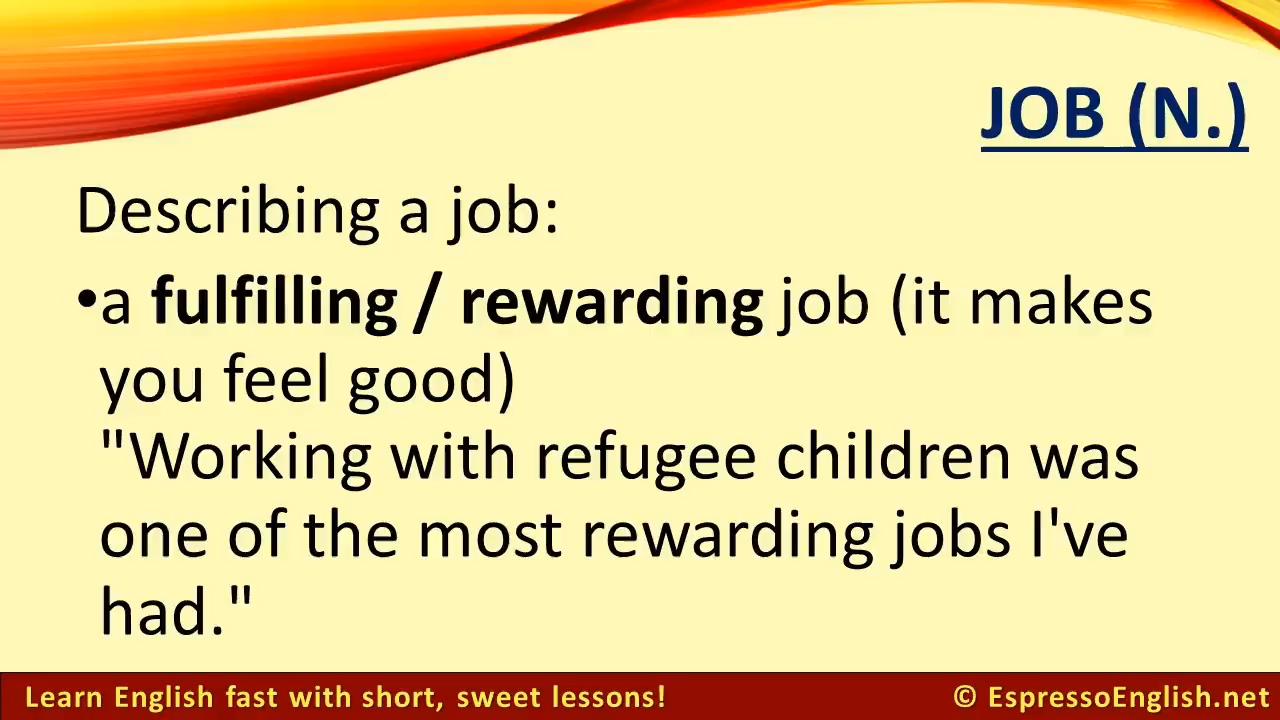 JOB (N.)
Describing a job:
•a fulfilling / rewarding job (it makes
you feel good)
"Working with refugee children was
one of the most rewarding jobs I've
had."
Learn English fast with short, sweet lessons!
© EspressoEnglish.net